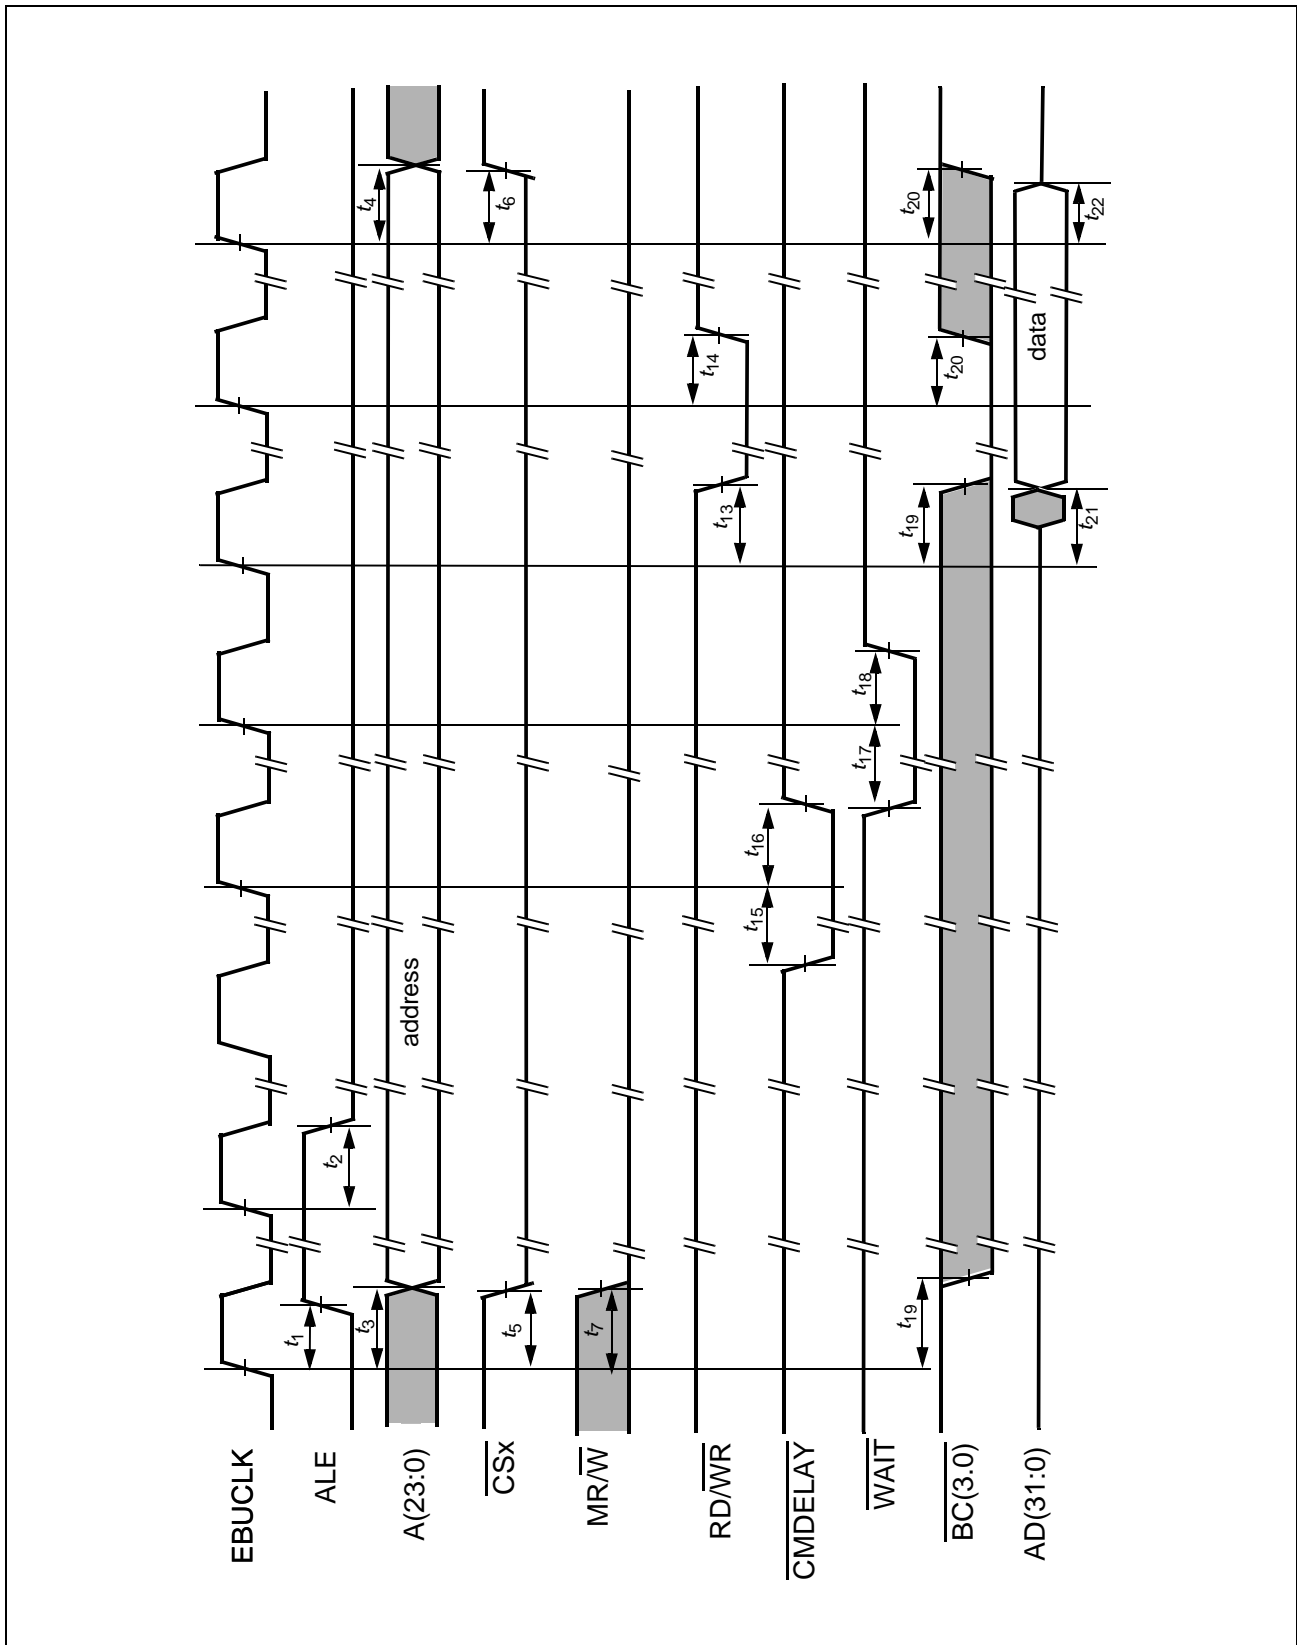 EBUCLK
ALE
t1
t2
A(23:0)
t3
address
t4
CSx
t5
t6
MR/W
t7
RD/WR
t13
t14
CMDELAY
t15
t16
WAIT
t17
t18
BC(3.0)
t19
t19
t20
t20
AD(31:0)
t21
data
t22